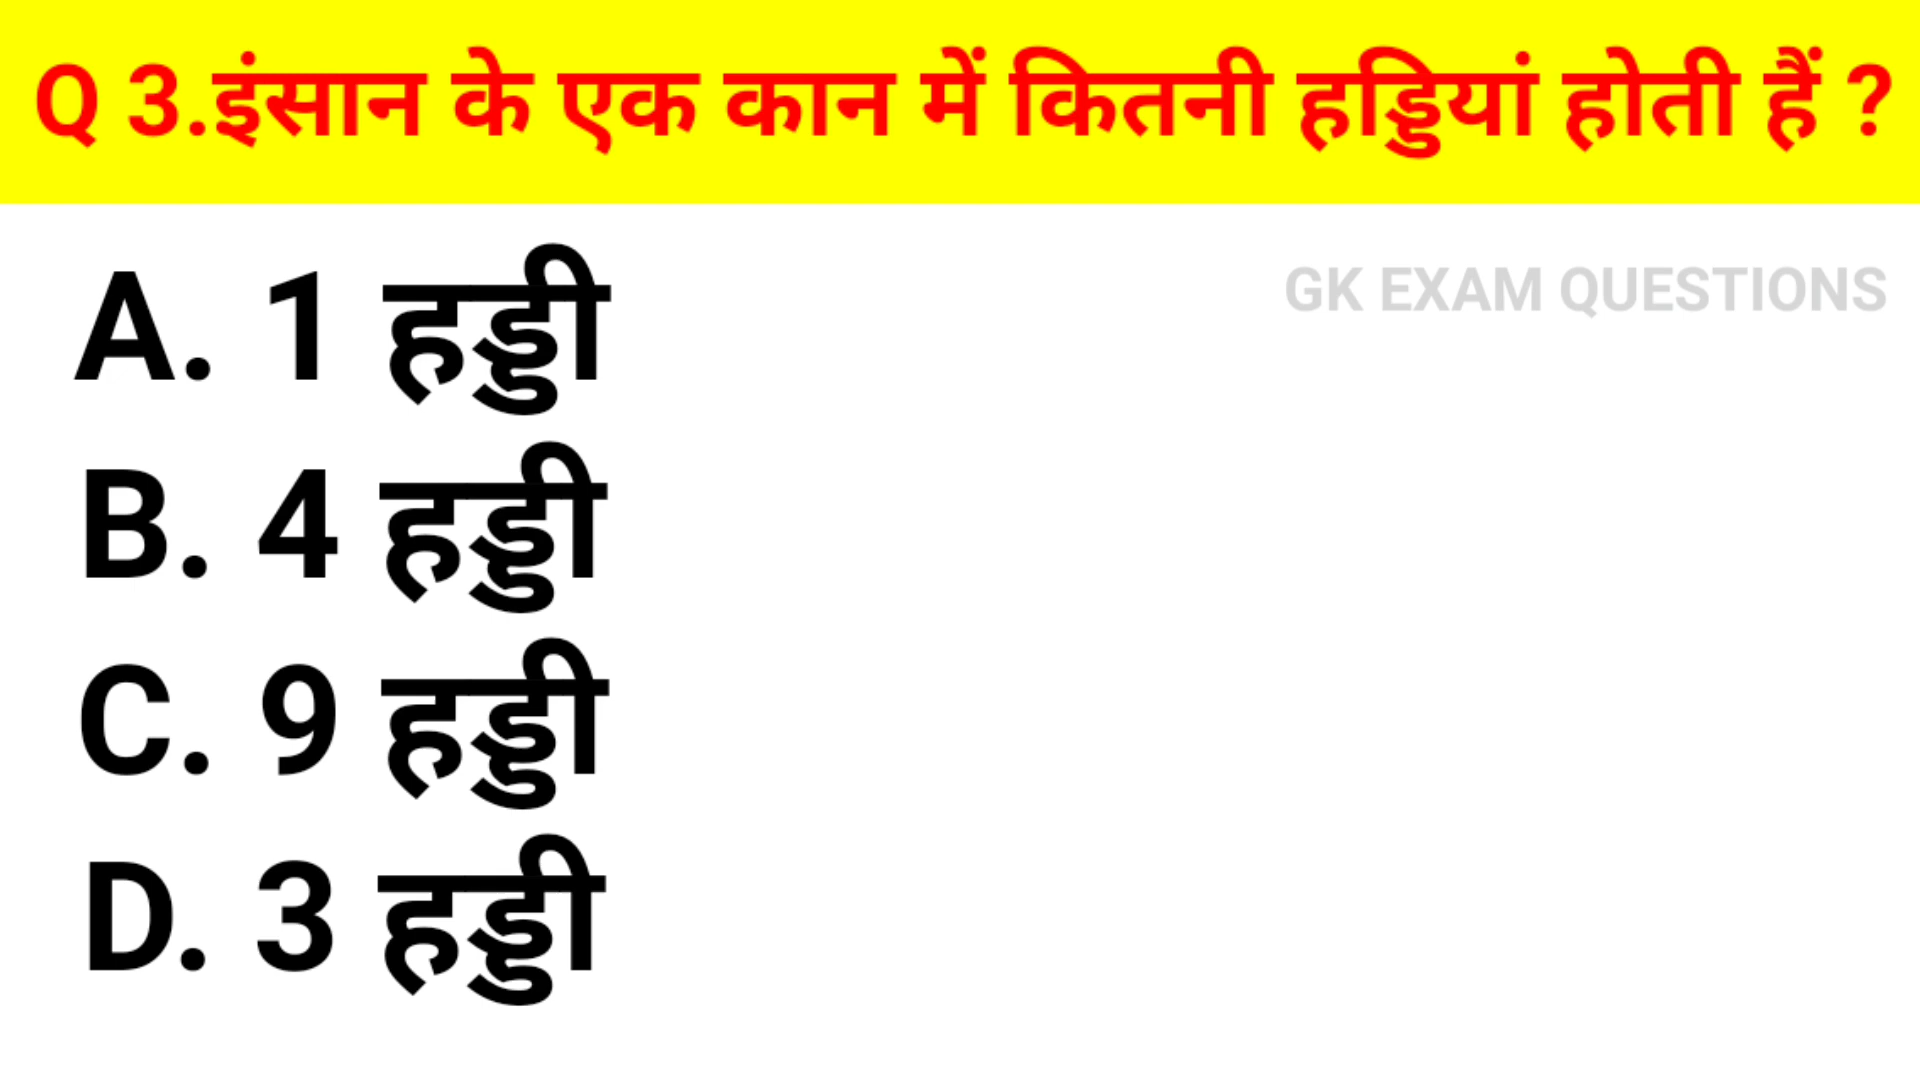 Q 3.इंसान के एक कान में कितनी हड्डियां होती हैं ?
A. 1 हड्डी
GK EXAM QUESTIONS
B. 4 हड्डी
C. 9 हड्डी
D. 3 हड्डी